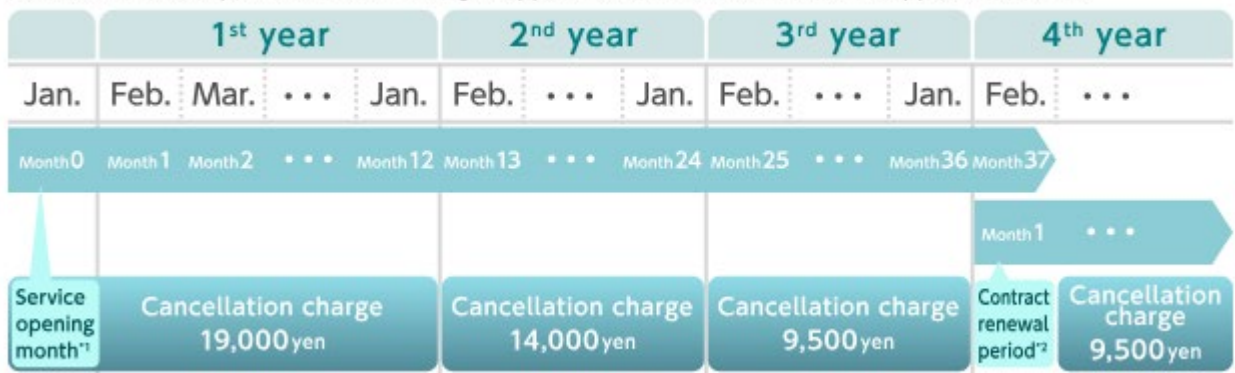 1st year 2nd year 3rd year 4th year
Jan. Feb. Mar. ... Jan. Feb. ... Jan. Feb. ... Jan. Feb. ...
Month0 Month1 Month2 ... Month12 Month13 ... Month24 Month25 ... Month36 Month37
Month1 ...
Service
opening
month*1
Cancellation charge
19,000yen
Cancellation charge
14,000yen
Cancellation charge
9,500yen
Contract
renewal
period*2
Cancellation
charge
9,500yen